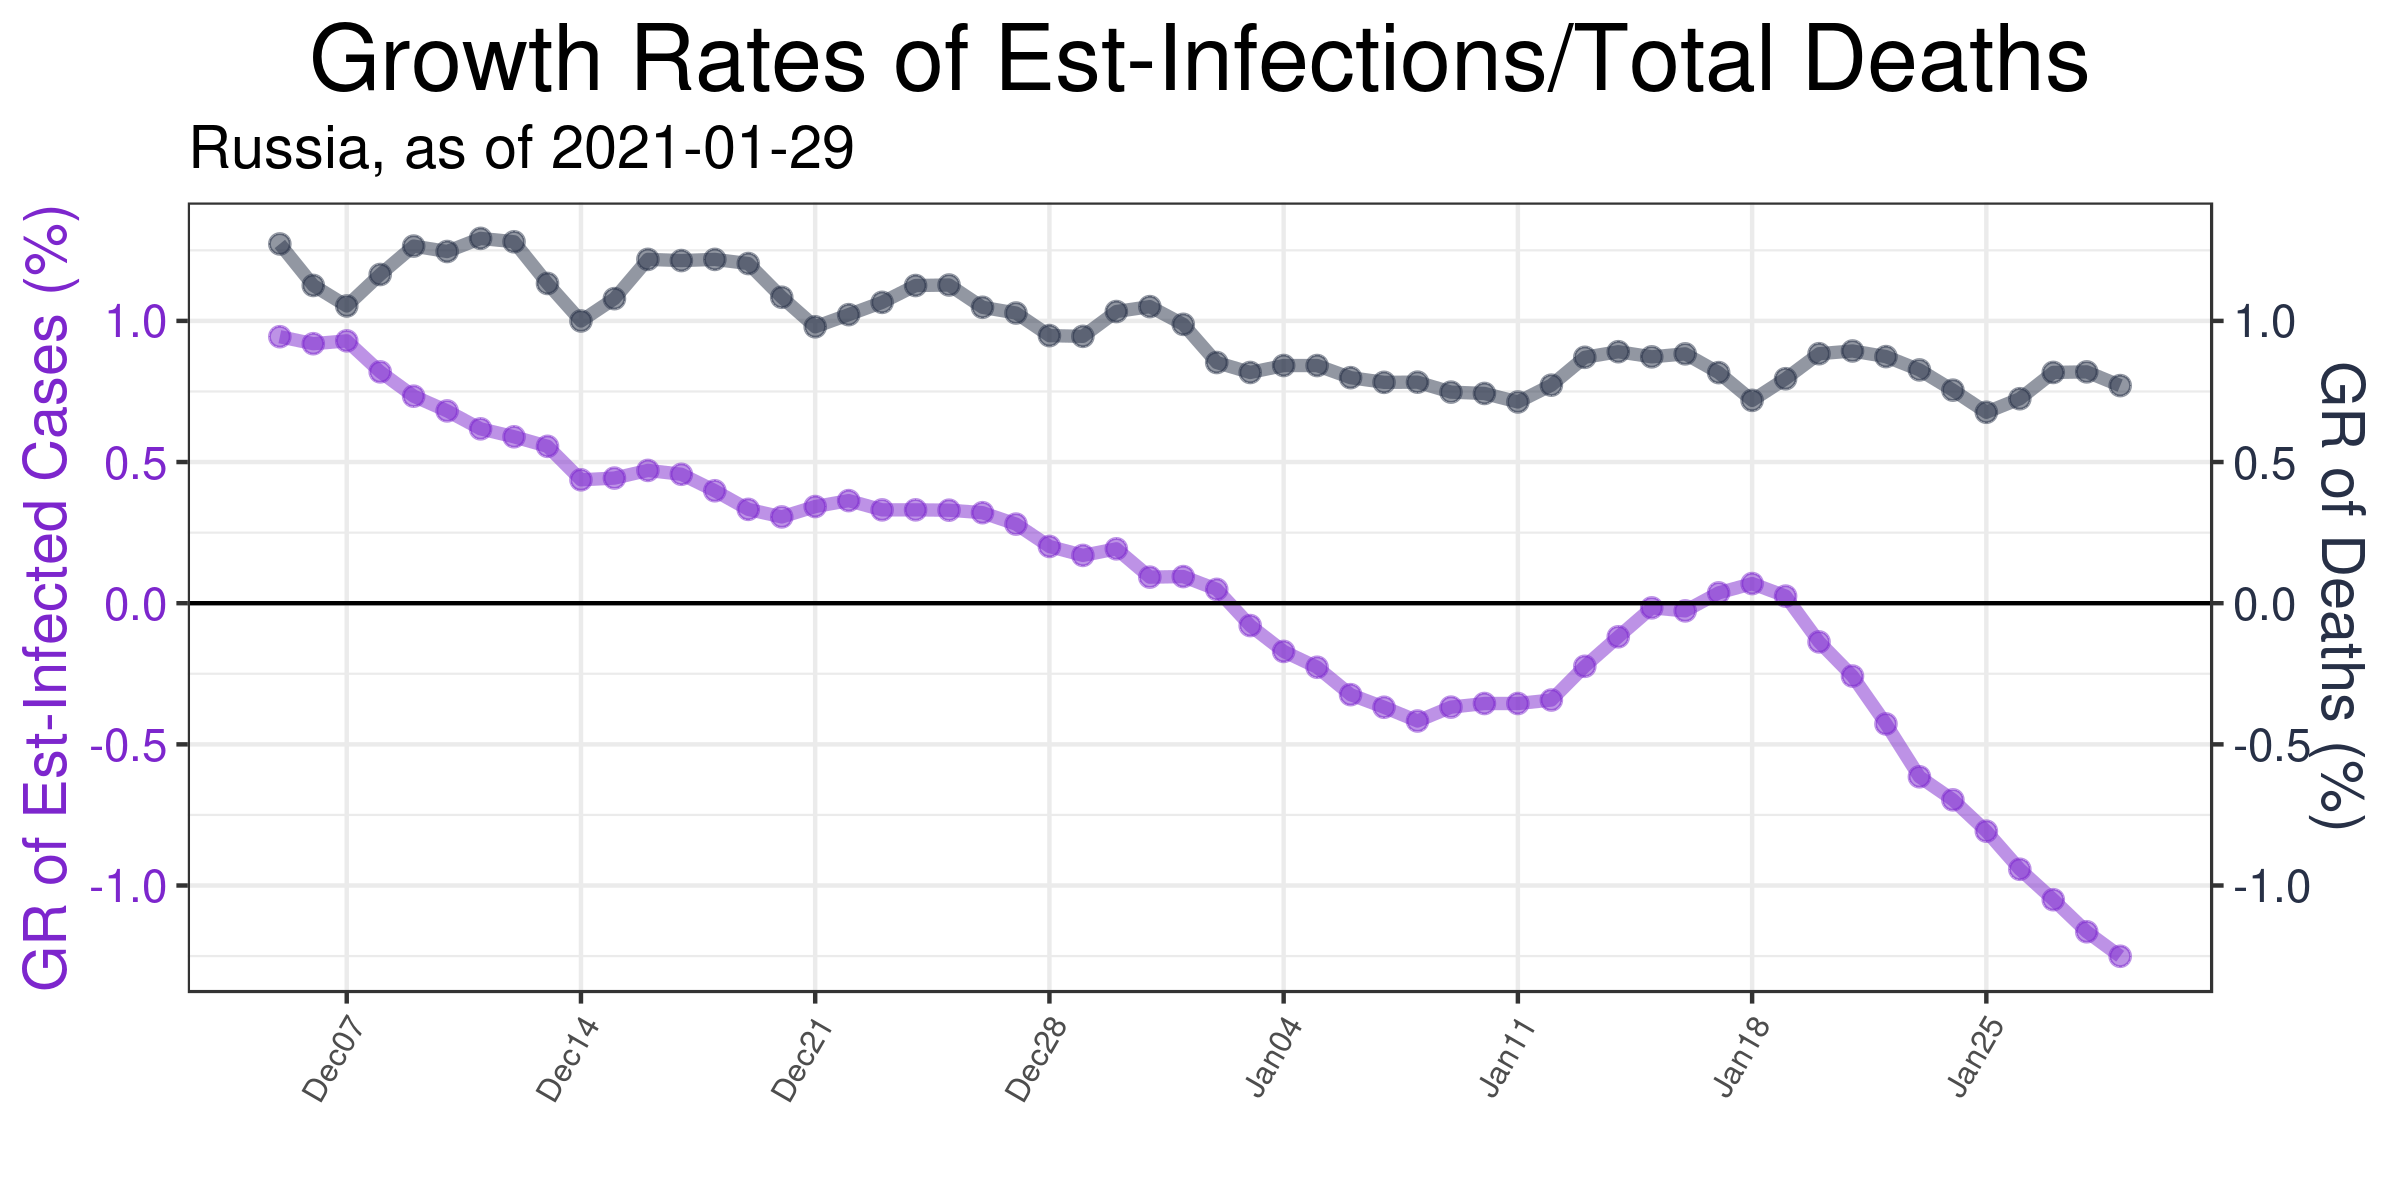 Growth Rates of Est-Infections/Total Deaths
Russia, as of 2021-01-29
GR of Est-Infected Cases (%)
1.0
0.5
0.0
-0.5
-1.0
1.0
0.5
0.0
-0.5
-1.0
GR of Deaths (%)
Dec07
Dec14
Dec21
Dec28
Jan04
Jan11
Jan18
Jan25